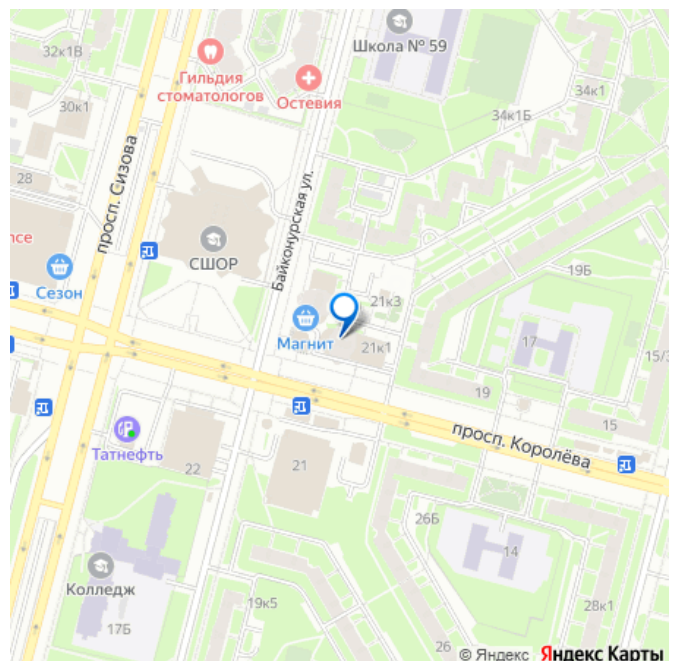 Школа № 59
32к1В
Гильдия
стоматологов
Остевия
34к1
30к1
34к1Б
просп. Сизова
28
Байконурская ул.
nce
СШОР
19Б
Сезон
21к3
Магнит
21к1
17
15/3
19
15
просп. Королёва
Татнефть
22
21
26Б
14
Колледж
19к5
28к1
17Б
26
© Яндекс Яндекс Карты